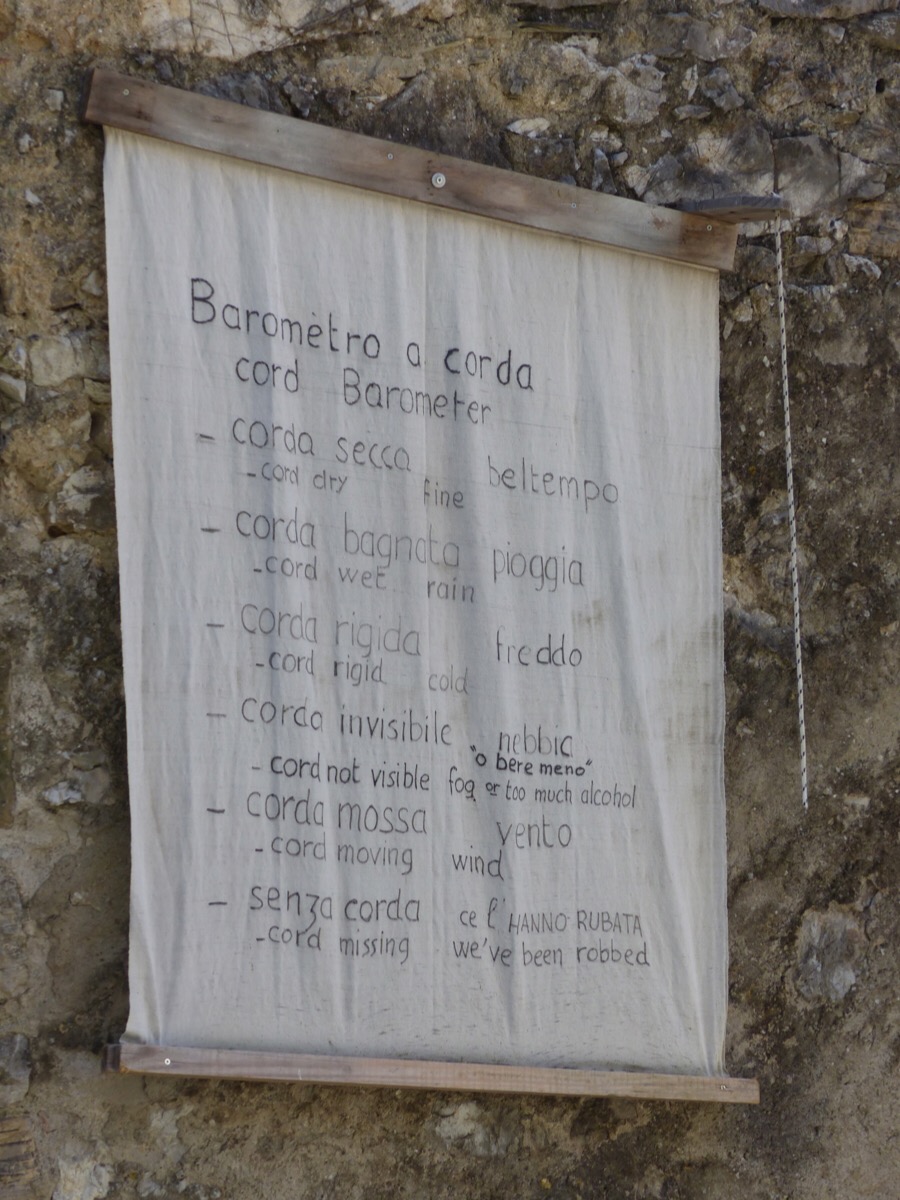 Baromètro a corda
cord Barometer
- corda secca beltempo
- cord dry fine
- corda bagnata pioggia
- cord wet rain
- corda rigida freddo
- cord rigid cold
- corda invisibile nebbia
"o bere meno"
- cord not visible fog or too much alcohol
- corda mossa vento
- cord moving wind
- senza corda ce l'HANNO RUBATA
- cord missing we've been robbed